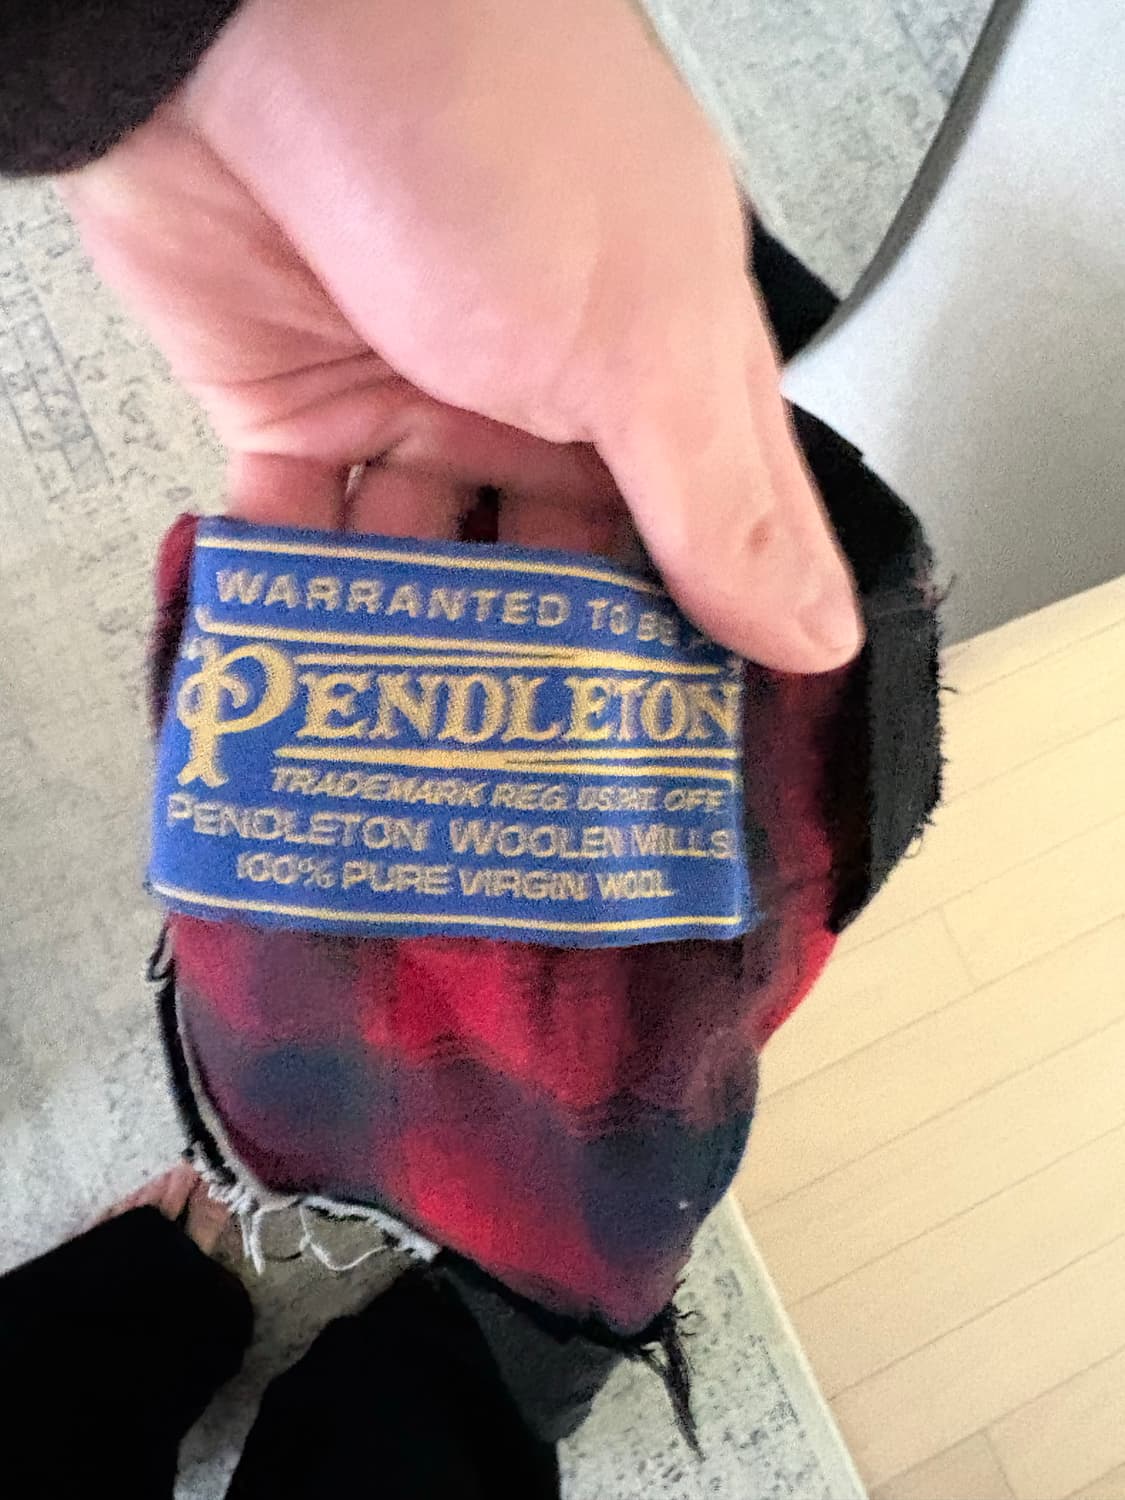 WARRANTED TO BE A
PENDLETON
TRADEMARK REG. U.S. PAT. OFF.
PENDLETON WOOLEN MILLS
100% PURE VIRGIN WOOL